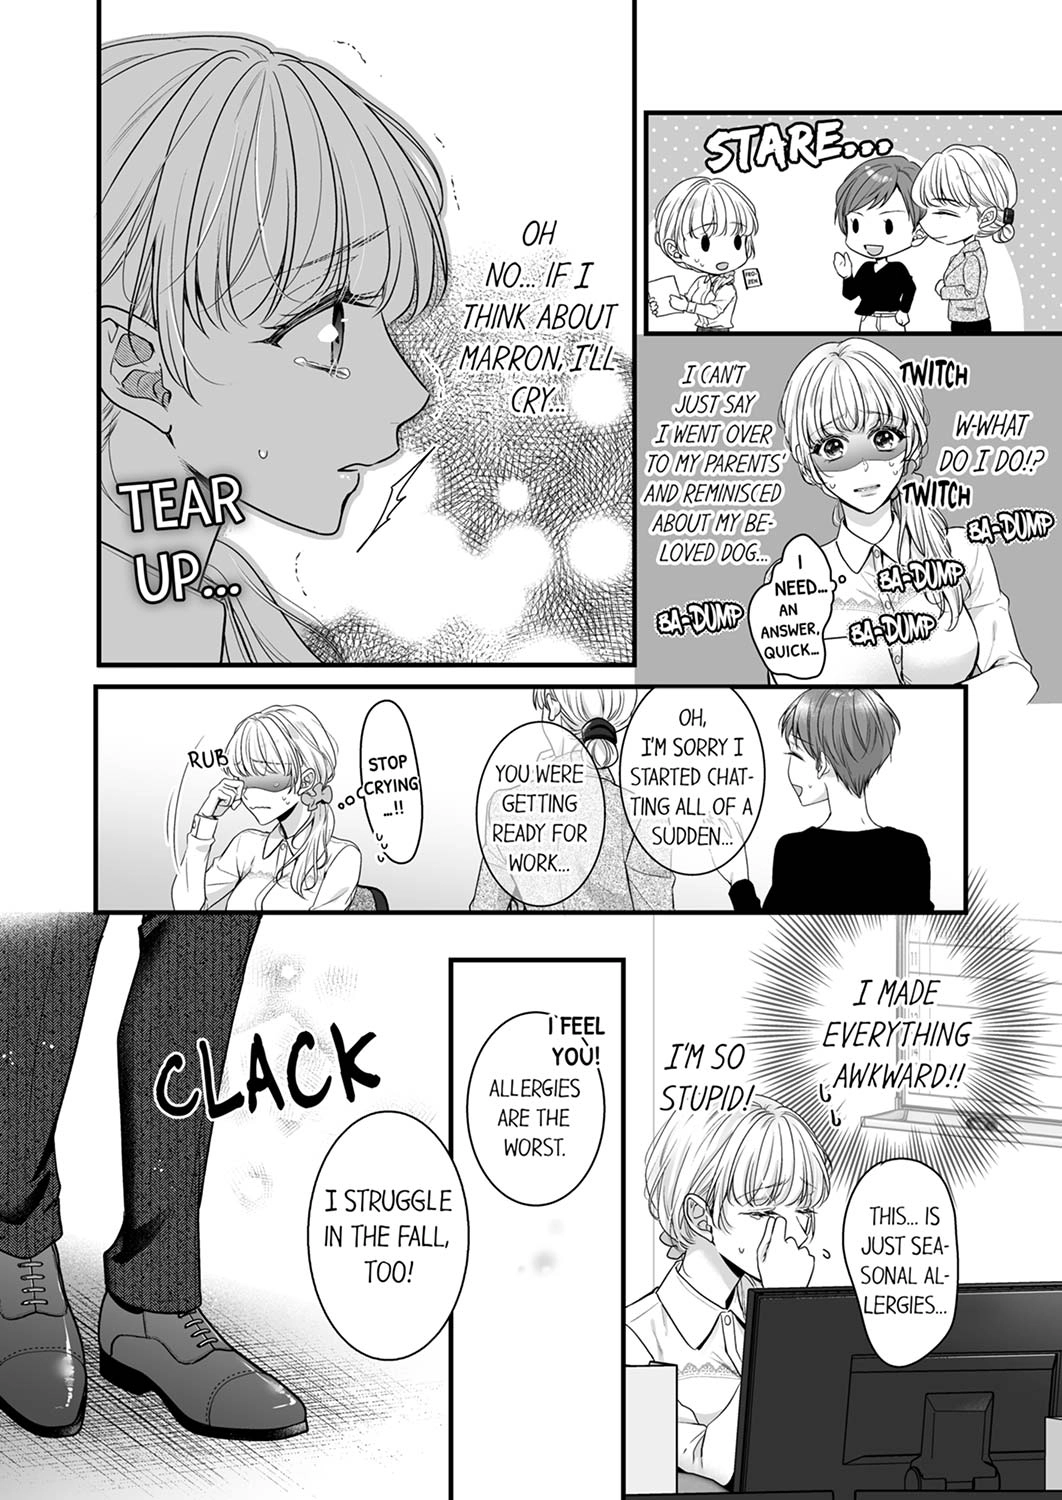 STARE...
FRO-
ZEN
TWITCH
W-WHAT
DO I DO!?
TWITCH
I CAN'T
JUST SAY
I WENT OVER
TO MY PARENTS'
AND REMINISCED
ABOUT MY BE-
LOVED DOG...
BA-DUMP
BA-DUMP
BA-DUMP
BA-DUMP
I
NEED...
AN
ANSWER,
QUICK...
OH
NO... IF I
THINK ABOUT
MARRON, I'LL
CRY...
TEAR
UP...
OH,
I'M SORRY I
STARTED CHAT-
TING ALL OF A
SUDDEN...
YOU WERE
GETTING
READY FOR
WORK...
STOP
CRYING
...!!
RUB
I MADE
EVERYTHING
AWKWARD!!
I'M SO
STUPID!
THIS... IS
JUST SEA-
SONAL AL-
LERGIES...
I FEEL
YOU!
ALLERGIES
ARE THE
WORST.
I STRUGGLE
IN THE FALL,
TOO!
CLACK